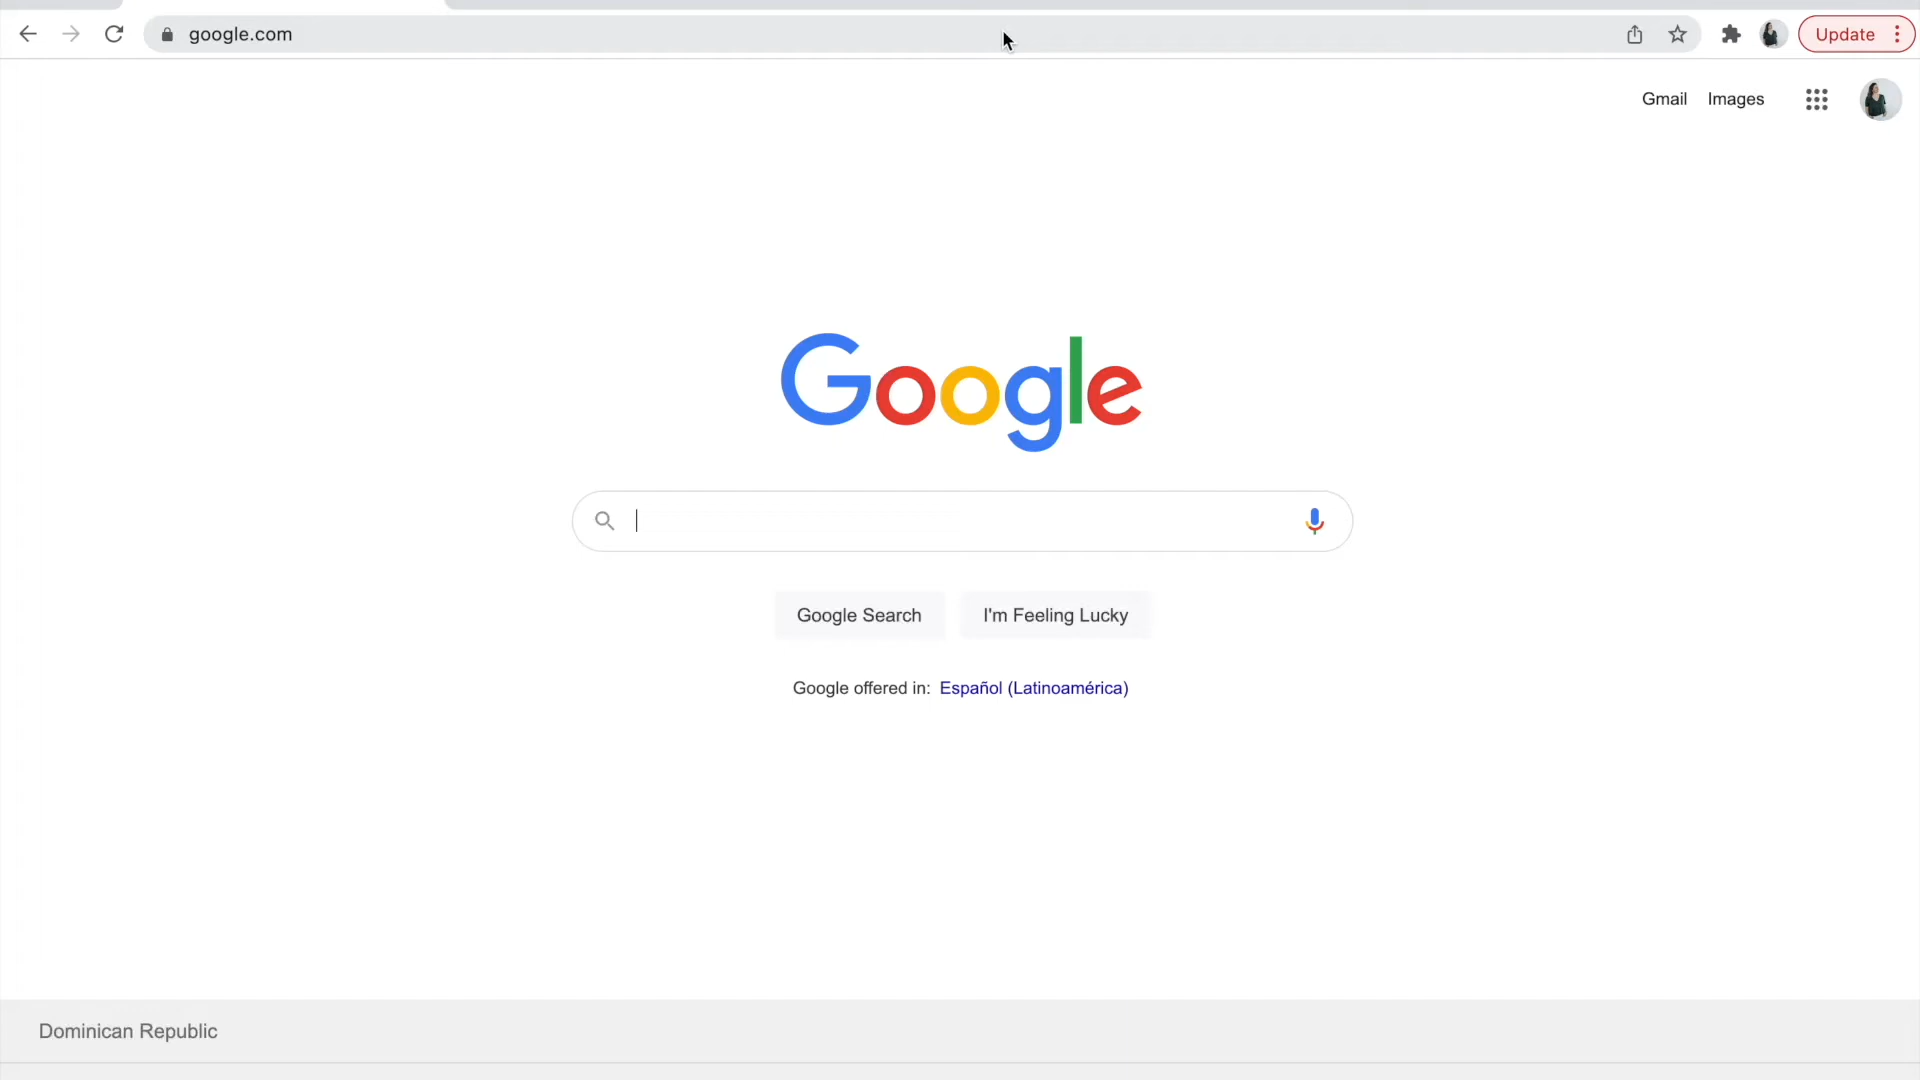 google.com
Update
Gmail Images
Google
Google Search I'm Feeling Lucky
Google offered in: Español (Latinoamérica)
Dominican Republic